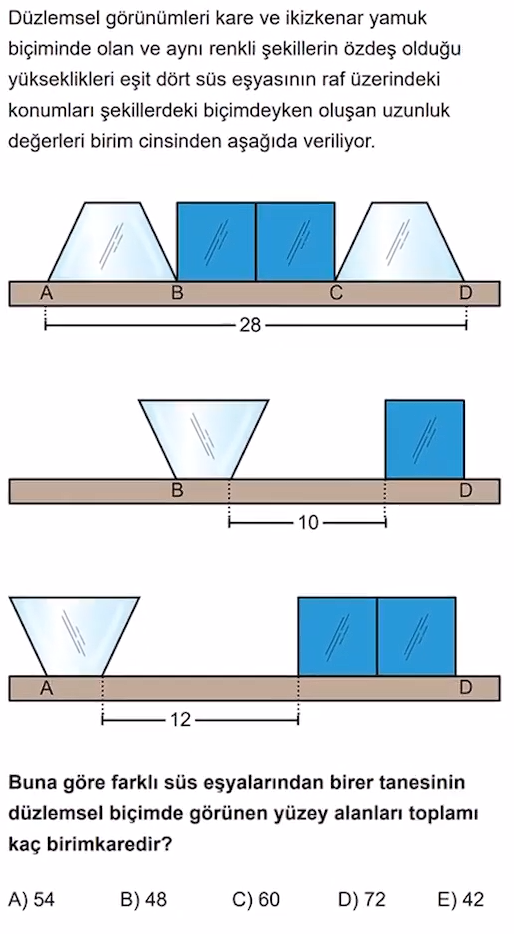 Düzlemsel görünümleri kare ve ikizkenar yamuk
biçiminde olan ve aynı renkli şekillerin özdeş olduğu
yükseklikleri eşit dört süs eşyasının raf üzerindeki
konumları şekillerdeki biçimdeyken oluşan uzunluk
değerleri birim cinsinden aşağıda veriliyor.
A B C D
28
B D
10
A D
12
Buna göre farklı süs eşyalarından birer tanesinin
düzlemsel biçimde görünen yüzey alanları toplamı
kaç birimkaredir?
A) 54 B) 48 C) 60 D) 72 E) 42